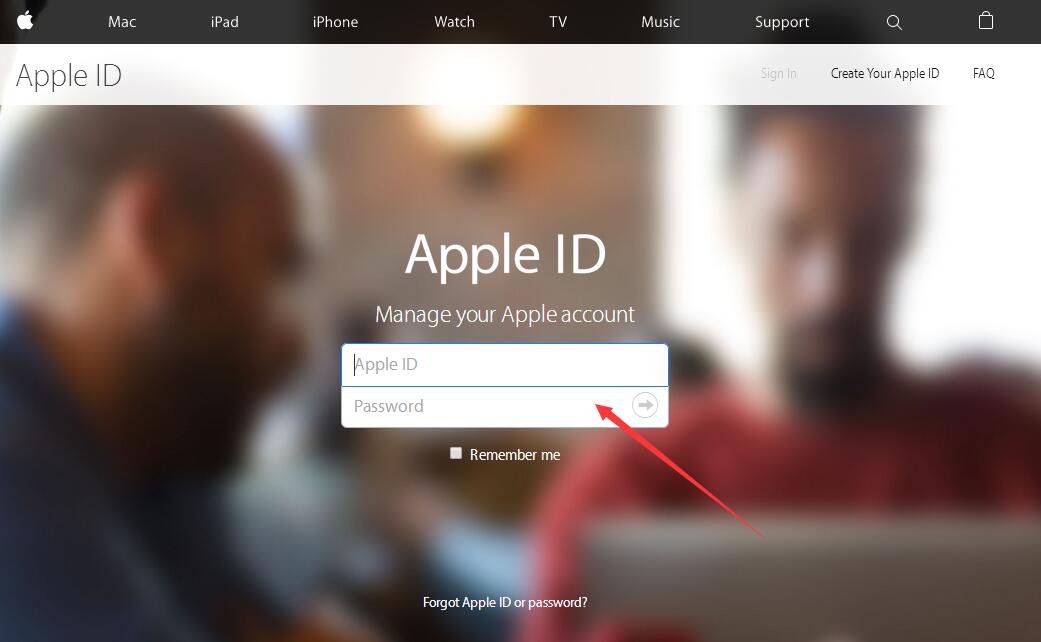 Mac iPad iPhone Watch TV Music Support
Apple ID Sign In Create Your Apple ID FAQ
Apple ID
Manage your Apple account
Apple ID
Password
Remember me
Forgot Apple ID or password?